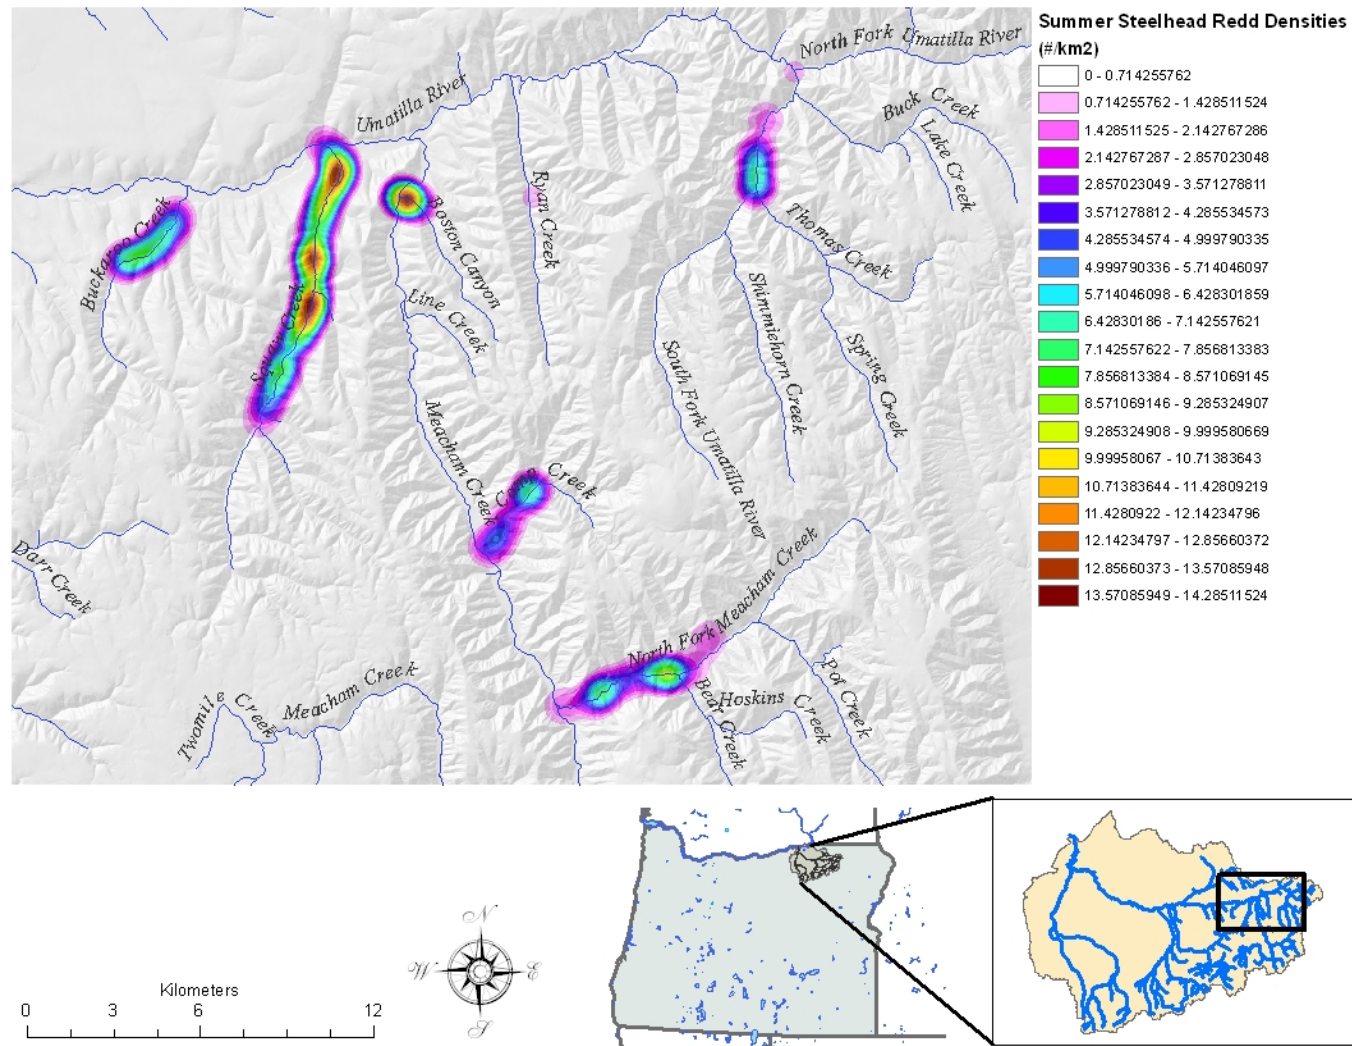 Summer Steelhead Redd Densities
(#/km2)
0 - 0.714255762
0.714255762 - 1.428511524
1.428511525 - 2.142767286
2.142767287 - 2.857023048
2.857023049 - 3.571278811
3.571278812 - 4.285534573
4.285534574 - 4.999790335
4.999790336 - 5.714046097
5.714046098 - 6.428301859
6.42830186 - 7.142557621
7.142557622 - 7.856813383
7.856813384 - 8.571069145
8.571069146 - 9.285324907
9.285324908 - 9.999580669
9.99958067 - 10.71383643
10.71383644 - 11.42809219
11.4280922 - 12.14234796
12.14234797 - 12.85660372
12.85660373 - 13.57085948
13.57085949 - 14.28511524
North Fork Umatilla River
Umatilla River
Buck Creek
Lake Creek
Ryan Creek
Boston Canyon
Buckaroo Creek
Thomas Creek
Line Creek
Squaw Creek
Shimmiehorn Creek
Spring Creek
South Fork Umatilla River
Meacham Creek
Camp Creek
Darr Creek
North Fork Meacham Creek
Bear Creek
Hoskins Creek
Pot Creek
Twomile Creek
Meacham Creek
Kilometers
0 3 6 12
N
W E
S